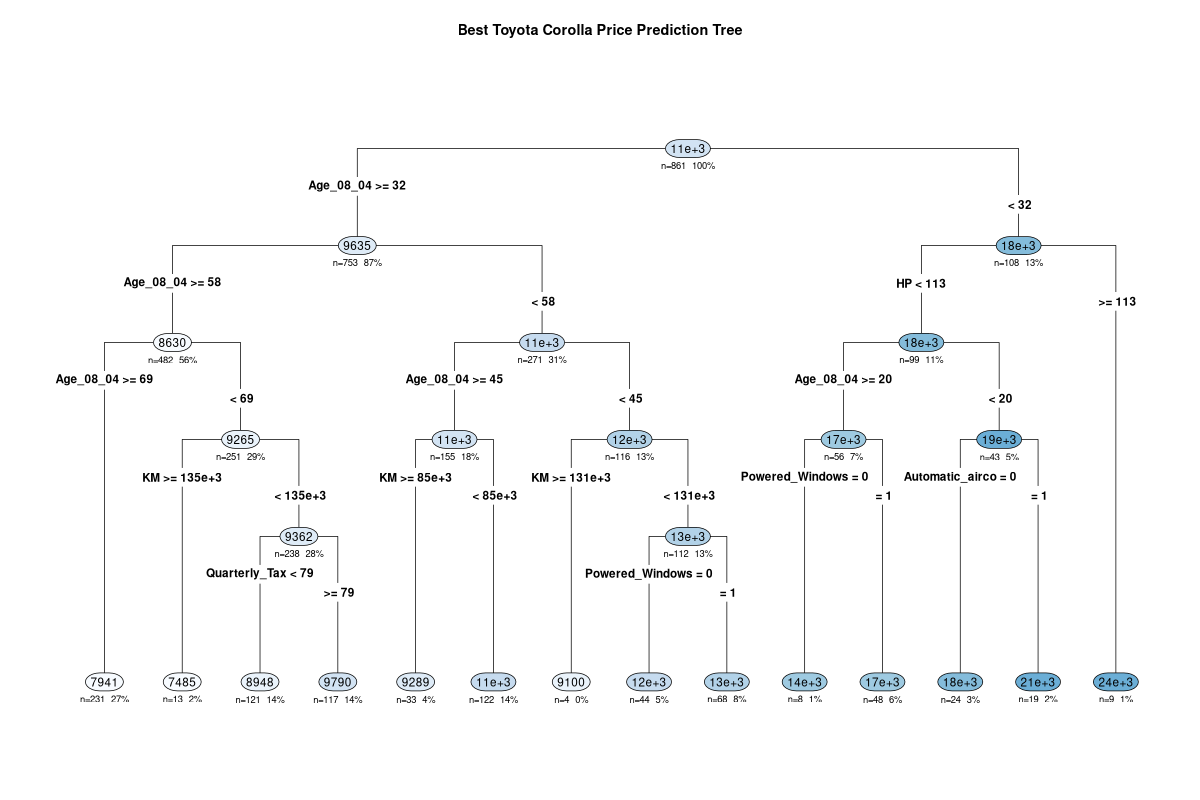 Best Toyota Corolla Price Prediction Tree
11e+3
n=861 100%
Age_08_04 >= 32
< 32
9635
n=753 87%
18e+3
n=108 13%
Age_08_04 >= 58
< 58
HP < 113
>= 113
8630
n=482 56%
11e+3
n=271 31%
18e+3
n=99 11%
Age_08_04 >= 69
< 69
Age_08_04 >= 45
< 45
Age_08_04 >= 20
< 20
9265
n=251 29%
11e+3
n=155 18%
12e+3
n=116 13%
17e+3
n=56 7%
19e+3
n=43 5%
KM >= 135e+3
< 135e+3
KM >= 85e+3
< 85e+3
KM >= 131e+3
< 131e+3
Powered_Windows = 0
= 1
Automatic_airco = 0
= 1
9362
n=238 28%
13e+3
n=112 13%
Quarterly_Tax < 79
>= 79
Powered_Windows = 0
= 1
7941
n=231 27%
7485
n=13 2%
8948
n=121 14%
9790
n=117 14%
9289
n=33 4%
11e+3
n=122 14%
9100
n=4 0%
12e+3
n=44 5%
13e+3
n=68 8%
14e+3
n=8 1%
17e+3
n=48 6%
18e+3
n=24 3%
21e+3
n=19 2%
24e+3
n=9 1%